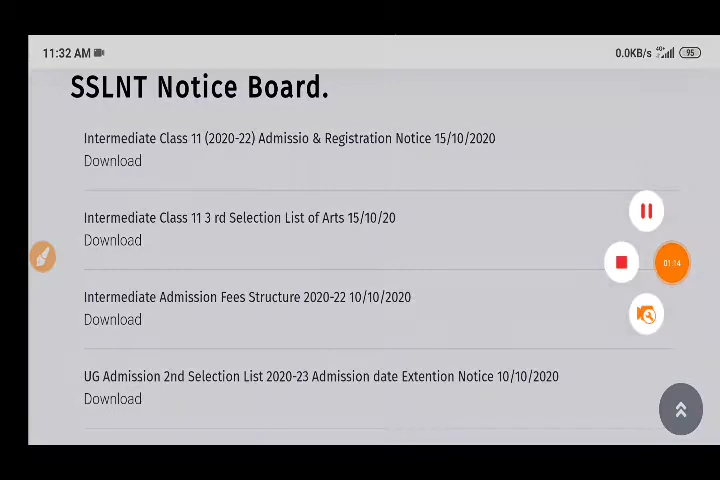 11:32 AM
0.0KB/s 4G+ 95
SSLNT Notice Board.
Intermediate Class 11 (2020-22) Admissio & Registration Notice 15/10/2020
Download
Intermediate Class 11 3 rd Selection List of Arts 15/10/20
Download
01:14
Intermediate Admission Fees Structure 2020-22 10/10/2020
Download
UG Admission 2nd Selection List 2020-23 Admission date Extention Notice 10/10/2020
Download